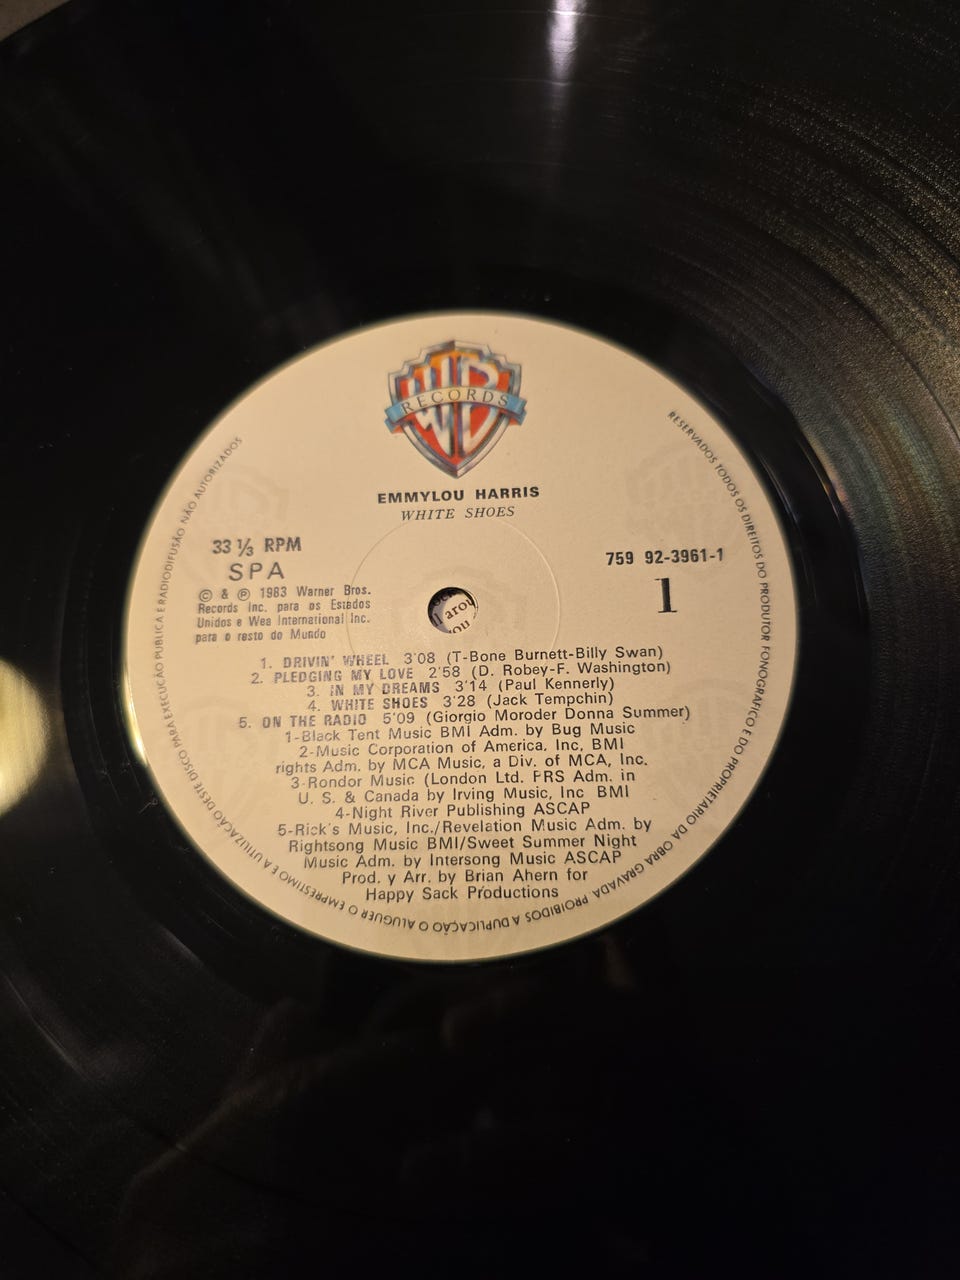 WB
RECORDS
EMMYLOU HARRIS
WHITE SHOES
33 ⅓ RPM
SPA
© & ℗ 1983 Warner Bros.
Records Inc. para os Estados
Unidos e Wea International Inc.
para o resto do Mundo
759 92-3961-1
1
1. DRIVIN' WHEEL 3'08 (T-Bone Burnett-Billy Swan)
2. PLEDGING MY LOVE 2'58 (D. Robey-F. Washington)
3. IN MY DREAMS 3'14 (Paul Kennerly)
4. WHITE SHOES 3'28 (Jack Tempchin)
5. ON THE RADIO 5'09 (Giorgio Moroder Donna Summer)
1-Black Tent Music BMI Adm. by Bug Music
2-Music Corporation of America, Inc, BMI
rights Adm. by MCA Music, a Div. of MCA, Inc.
3-Rondor Music (London Ltd. PRS Adm. in
U. S. & Canada by Irving Music, Inc BMI
4-Night River Publishing ASCAP
5-Rick's Music, Inc./Revelation Music Adm. by
Rightsong Music BMI/Sweet Summer Night
Music Adm. by Intersong Music ASCAP
Prod. y Arr. by Brian Ahern for
Happy Sack Productions
RESERVADOS TODOS OS DIREITOS DO PRODUTOR FONOGRAFICO E DO PROPRIETARIO DA OBRA GRAVADA PROIBIDOS A DUPLICAÇÃO O ALUGUER O EMPRESTIMO E A UTILIZAÇÃO DESTE DISCO PARA EXECUÇÃO PUBLICA E RADIODIFUSÃO NÃO AUTORIZADOS